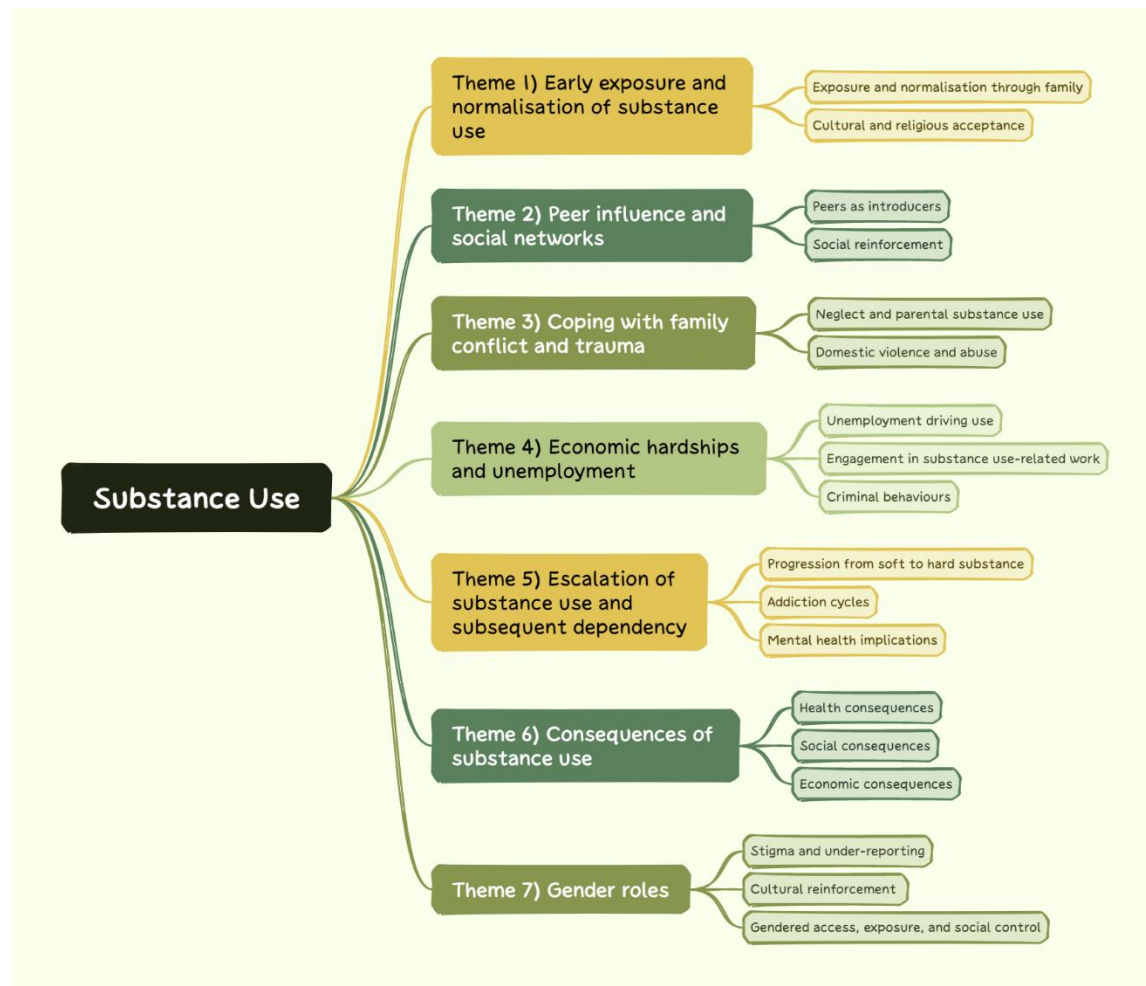 Substance Use
Theme 1) Early exposure and
normalisation of substance
use
Exposure and normalisation through family
Cultural and religious acceptance
Theme 2) Peer influence and
social networks
Peers as introducers
Social reinforcement
Theme 3) Coping with family
conflict and trauma
Neglect and parental substance use
Domestic violence and abuse
Theme 4) Economic hardships
and unemployment
Unemployment driving use
Engagement in substance use-related work
Criminal behaviours
Theme 5) Escalation of
substance use and
subsequent dependency
Progression from soft to hard substance
Addiction cycles
Mental health implications
Theme 6) Consequences of
substance use
Health consequences
Social consequences
Economic consequences
Theme 7) Gender roles
Stigma and under-reporting
Cultural reinforcement
Gendered access, exposure, and social control